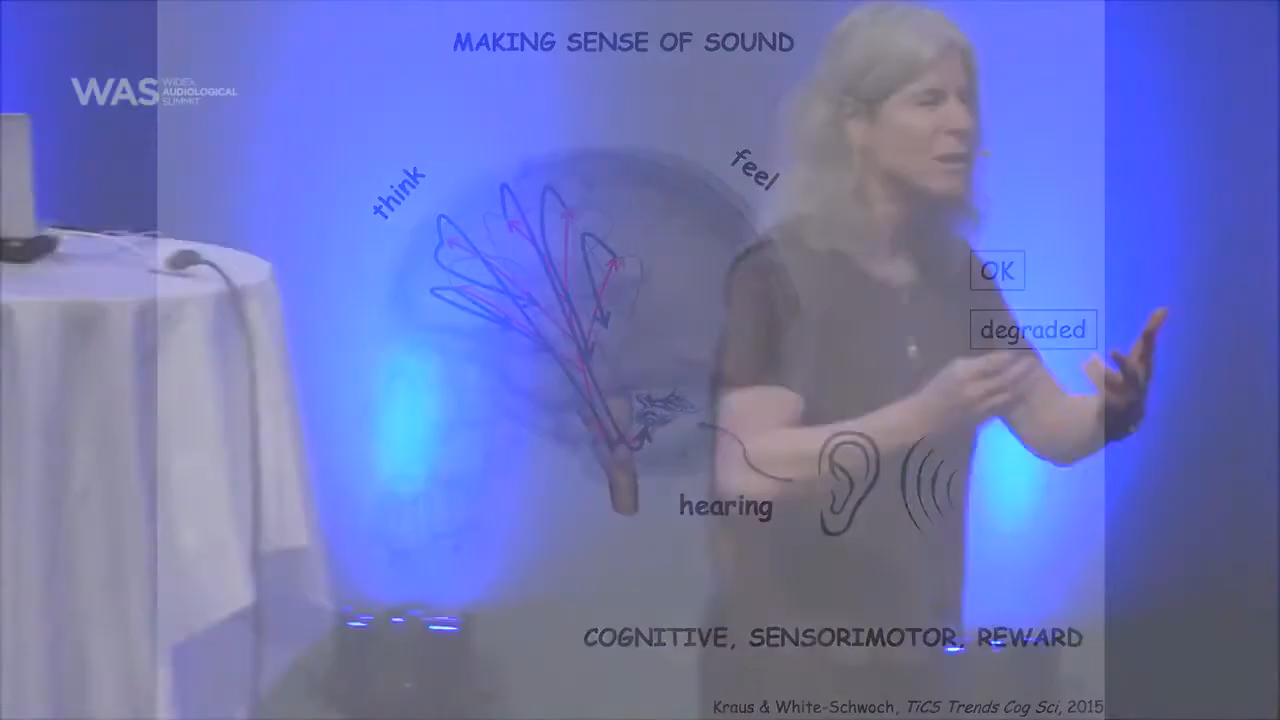 MAKING SENSE OF SOUND
WAS
WIDEX
AUDIOLOGICAL
SUMMIT
think
feel
OK
degraded
hearing
COGNITIVE, SENSORIMOTOR, REWARD
Kraus & White-Schwoch, TiCS Trends Cog Sci, 2015